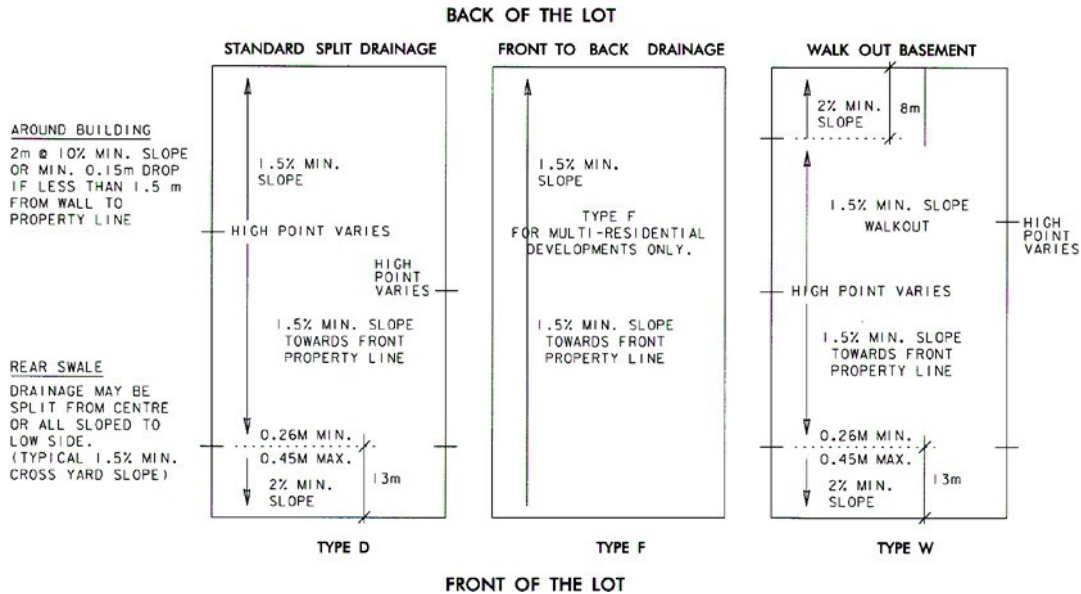 BACK OF THE LOT
STANDARD SPLIT DRAINAGE
FRONT TO BACK DRAINAGE
WALK OUT BASEMENT
AROUND BUILDING
2m @ 10% MIN. SLOPE
OR MIN. 0.15m DROP
IF LESS THAN 1.5 m
FROM WALL TO
PROPERTY LINE
REAR SWALE
DRAINAGE MAY BE
SPLIT FROM CENTRE
OR ALL SLOPED TO
LOW SIDE.
(TYPICAL 1.5% MIN.
CROSS YARD SLOPE)
1.5% MIN.
SLOPE
HIGH POINT VARIES
HIGH
POINT
VARIES
1.5% MIN. SLOPE
TOWARDS FRONT
PROPERTY LINE
0.26M MIN.
0.45M MAX.
2% MIN.
SLOPE
13m
TYPE D
1.5% MIN.
SLOPE
TYPE F
FOR MULTI-RESIDENTIAL
DEVELOPMENTS ONLY.
1.5% MIN. SLOPE
TOWARDS FRONT
PROPERTY LINE
TYPE F
2% MIN.
SLOPE
8m
1.5% MIN. SLOPE
WALKOUT
HIGH
POINT
VARIES
HIGH POINT VARIES
1.5% MIN. SLOPE
TOWARDS FRONT
PROPERTY LINE
0.26M MIN.
0.45M MAX.
2% MIN.
SLOPE
13m
TYPE W
FRONT OF THE LOT